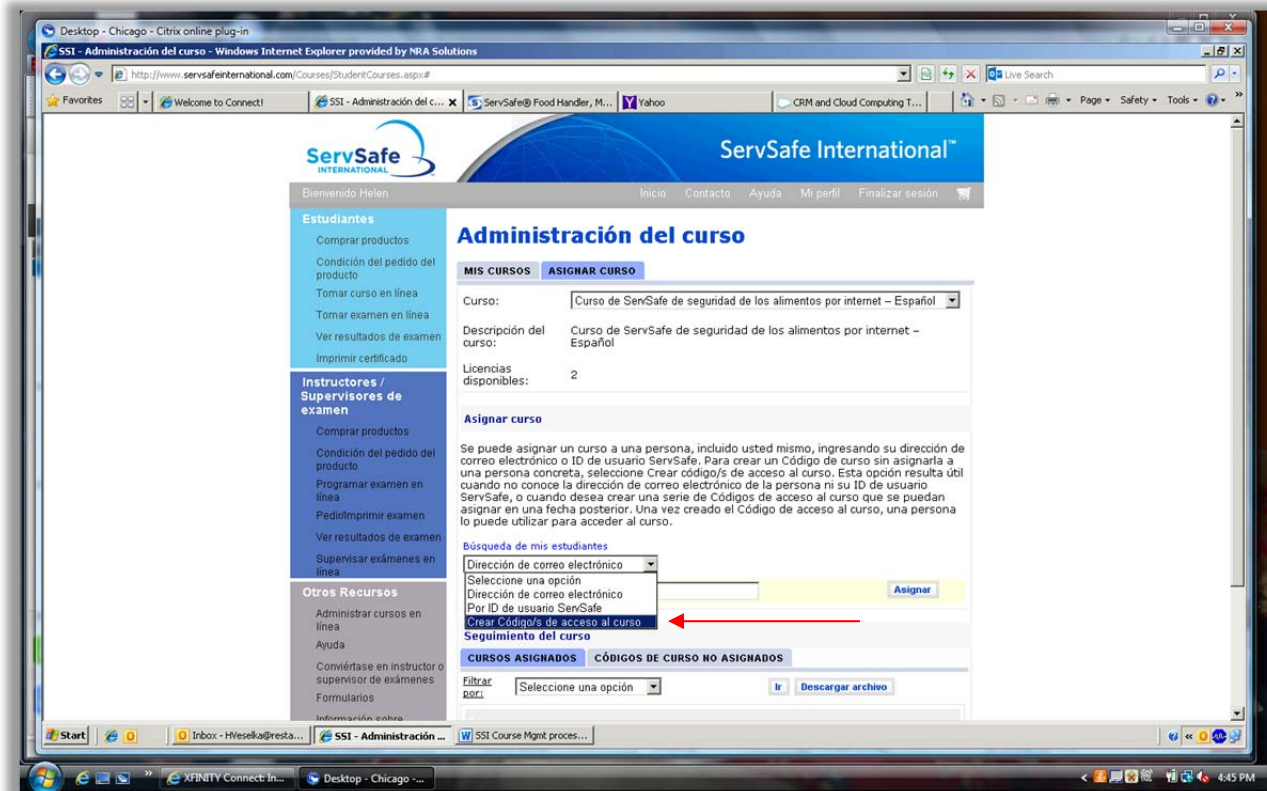 Desktop - Chicago - Citrix online plug-in
SSI - Administración del curso - Windows Internet Explorer provided by NRA Solutions
http://www.servsafeinternational.com/Courses/StudentCourses.aspx#
Live Search
Favorites
Welcome to Connect!
SSI - Administración del c...
ServSafe® Food Handler, M...
Yahoo
CRM and Cloud Computing T...
Page
Safety
Tools
ServSafe
INTERNATIONAL
ServSafe International™
Bienvenido Helen
Inicio Contacto Ayuda Mi perfil Finalizar sesión
Estudiantes
Comprar productos
Condición del pedido del
producto
Tomar curso en línea
Tomar examen en línea
Ver resultados de examen
Imprimir certificado
Instructores /
Supervisores de
examen
Comprar productos
Condición del pedido del
producto
Programar examen en
línea
Pedir/Imprimir examen
Ver resultados de examen
Supervisar exámenes en
línea
Otros Recursos
Administrar cursos en
línea
Ayuda
Conviértase en instructor o
supervisor de exámenes
Formularios
Información sobre
Administración del curso
MIS CURSOS ASIGNAR CURSO
Curso: Curso de ServSafe de seguridad de los alimentos por internet – Español
Descripción del Curso de ServSafe de seguridad de los alimentos por internet –
curso: Español
Licencias
disponibles: 2
Asignar curso
Se puede asignar un curso a una persona, incluido usted mismo, ingresando su dirección de
correo electrónico o ID de usuario ServSafe. Para crear un Código de curso sin asignarla a
una persona concreta, seleccione Crear código/s de acceso al curso. Esta opción resulta útil
cuando no conoce la dirección de correo electrónico de la persona ni su ID de usuario
ServSafe, o cuando desea crear una serie de Códigos de acceso al curso que se puedan
asignar en una fecha posterior. Una vez creado el Código de acceso al curso, una persona
lo puede utilizar para acceder al curso.
Búsqueda de mis estudiantes
Dirección de correo electrónico
Seleccione una opción
Dirección de correo electrónico
Por ID de usuario ServSafe
Crear Código/s de acceso al curso
Asignar
Seguimiento del curso
CURSOS ASIGNADOS CÓDIGOS DE CURSO NO ASIGNADOS
Filtrar
por: Seleccione una opción Ir Descargar archivo
Start
Inbox - HVeselka@resta...
SSI - Administración ...
SSI Course Mgmt proces...
XFINITY Connect: In...
Desktop - Chicago -...
4:45 PM